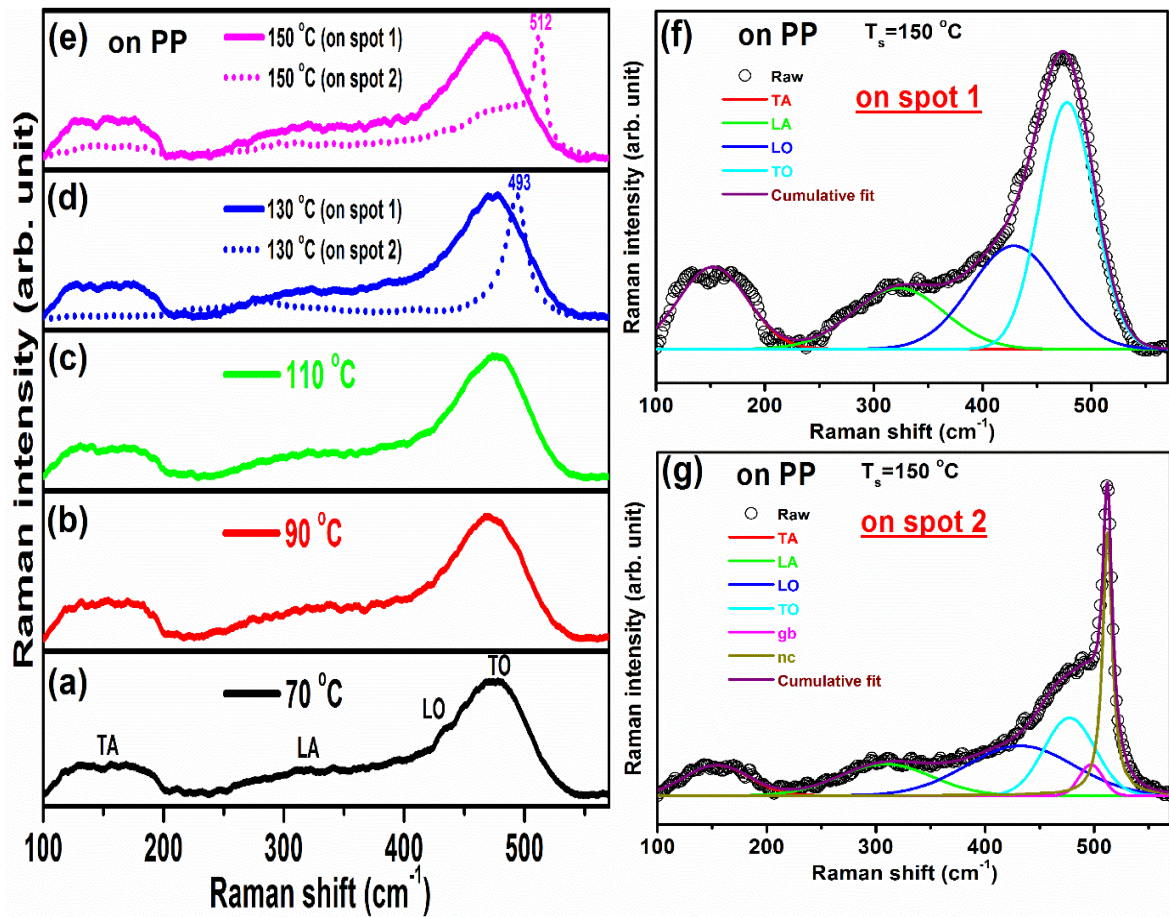 Raman intensity (arb. unit)
(e) on PP
150 °C (on spot 1)
150 °C (on spot 2)
512
(d)
130 °C (on spot 1)
130 °C (on spot 2)
493
(c)
110 °C
(b)
90 °C
(a)
70 °C
TA
LA
LO
TO
100 200 300 400 500
Raman shift (cm⁻¹)
(f) on PP Tₛ=150 °C
on spot 1
Raw
TA
LA
LO
TO
Cumulative fit
Raman intensity (arb. unit)
100 200 300 400 500
Raman shift (cm⁻¹)
(g) on PP Tₛ=150 °C
on spot 2
Raw
TA
LA
LO
TO
gb
nc
Cumulative fit
Raman intensity (arb. unit)
100 200 300 400 500
Raman shift (cm⁻¹)